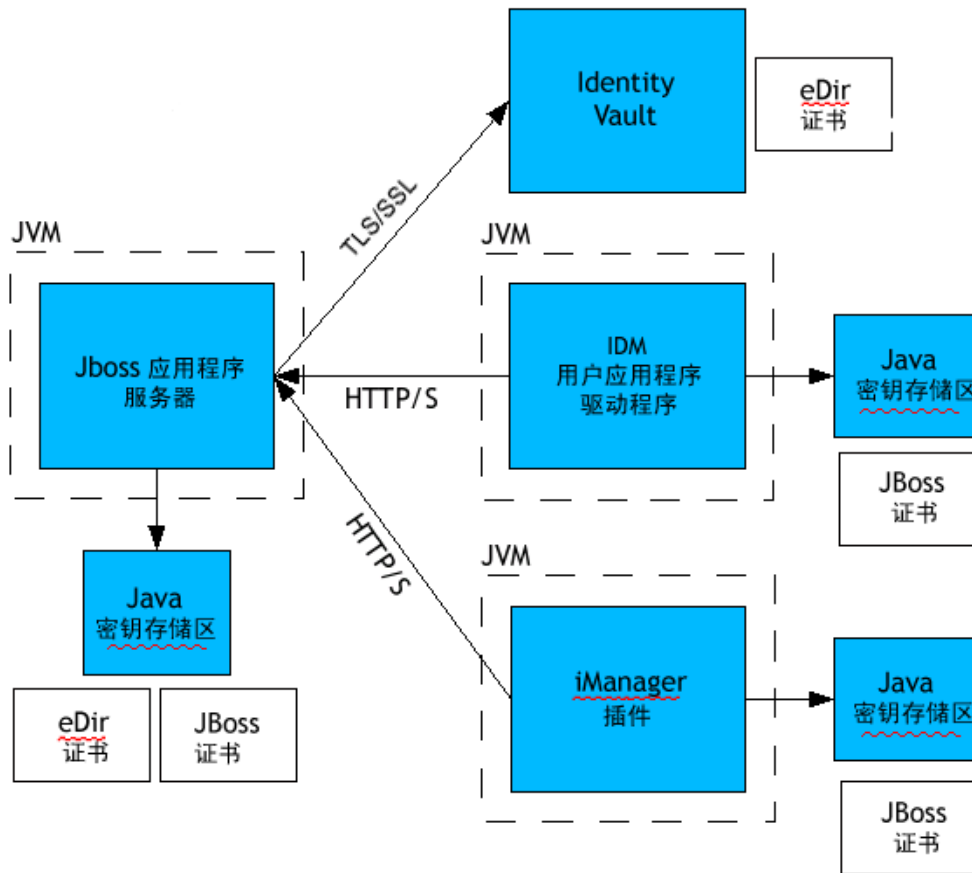 Identity
Vault
eDir
证书
TLS/SSL
JVM
Jboss 应用程序
服务器
JVM
IDM
用户应用程序
驱动程序
HTTP/S
Java
密钥存储区
JBoss
证书
HTTP/S
Java
密钥存储区
eDir
证书
JBoss
证书
JVM
iManager
插件
Java
密钥存储区
JBoss
证书